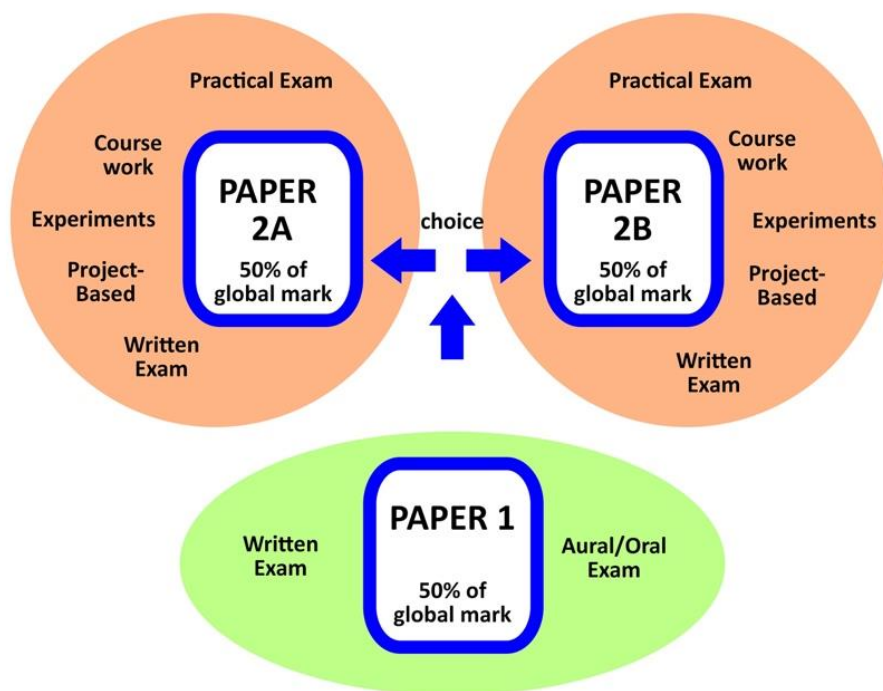 Practical Exam
Course
work
Experiments
Project-
Based
Written
Exam
PAPER
2A
50% of
global mark
choice
Practical Exam
Course
work
Experiments
Project-
Based
Written
Exam
PAPER
2B
50% of
global mark
Written
Exam
PAPER 1
50% of
global mark
Aural/Oral
Exam